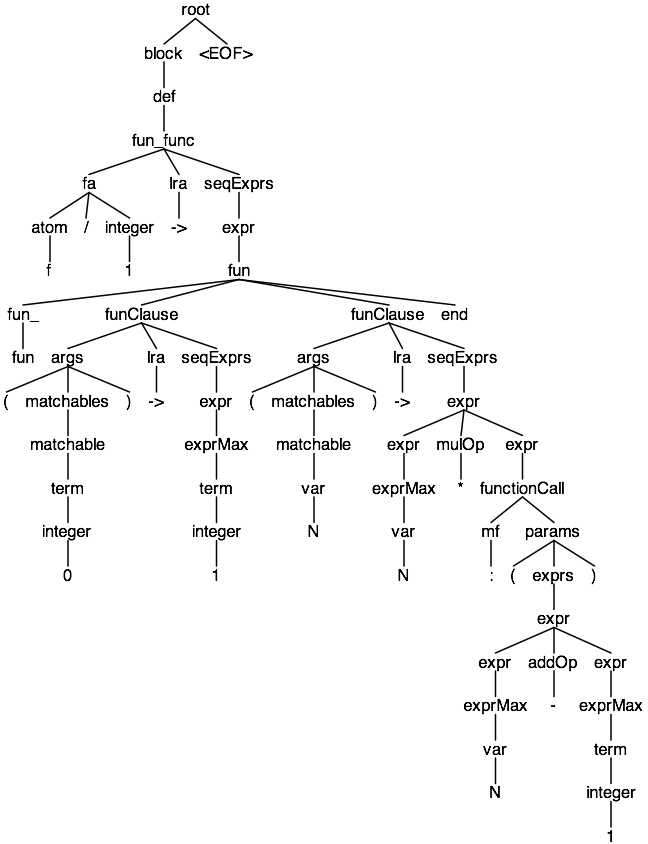 root
block <EOF>
def
fun_func
fa lra seqExprs
atom / integer -> expr
f 1 fun
fun_ funClause funClause end
fun args lra seqExprs args lra seqExprs
( matchables ) -> expr ( matchables ) -> expr
matchable exprMax matchable expr mulOp expr
term term var exprMax * functionCall
integer integer N var mf params
0 1 N : ( exprs )
expr
expr addOp expr
exprMax - exprMax
var term
N integer
1